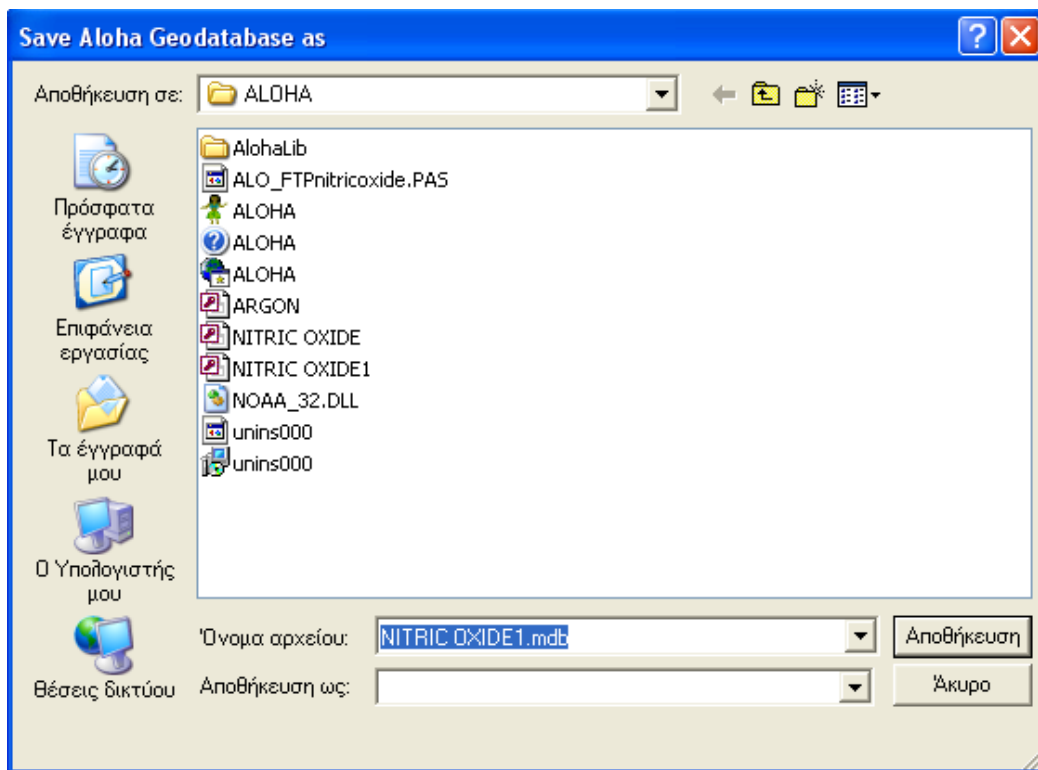 Save Aloha Geodatabase as
Αποθήκευση σε: ALOHA
AlohaLib
ALO_FTPnitricoxide.PAS
ALOHA
ALOHA
ALOHA
ARGON
NITRIC OXIDE
NITRIC OXIDE1
NOAA_32.DLL
unins000
unins000
Πρόσφατα
έγγραφα
Επιφάνεια
εργασίας
Τα έγγραφά
μου
Ο Υπολογιστής
μου
Θέσεις δικτύου
Όνομα αρχείου: NITRIC OXIDE1.mdb Αποθήκευση
Αποθήκευση ως: Άκυρο